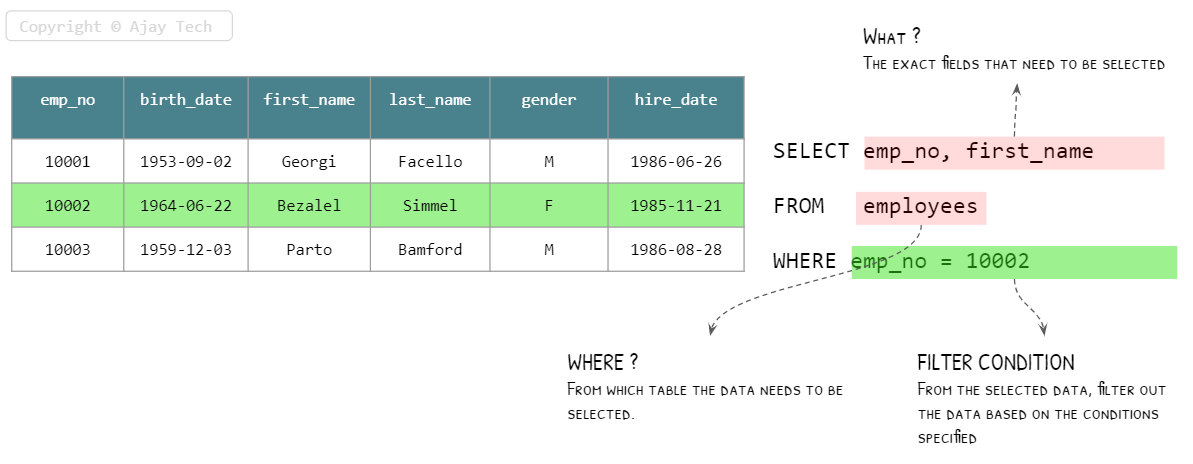 Copyright © Ajay Tech
emp_no birth_date first_name last_name gender hire_date
10001 1953-09-02 Georgi Facello M 1986-06-26
10002 1964-06-22 Bezalel Simmel F 1985-11-21
10003 1959-12-03 Parto Bamford M 1986-08-28
What ?
The exact fields that need to be selected
SELECT emp_no, first_name
FROM employees
WHERE emp_no = 10002
WHERE ?
From which table the data needs to be
selected.
FILTER CONDITION
From the selected data, filter out
the data based on the conditions
specified